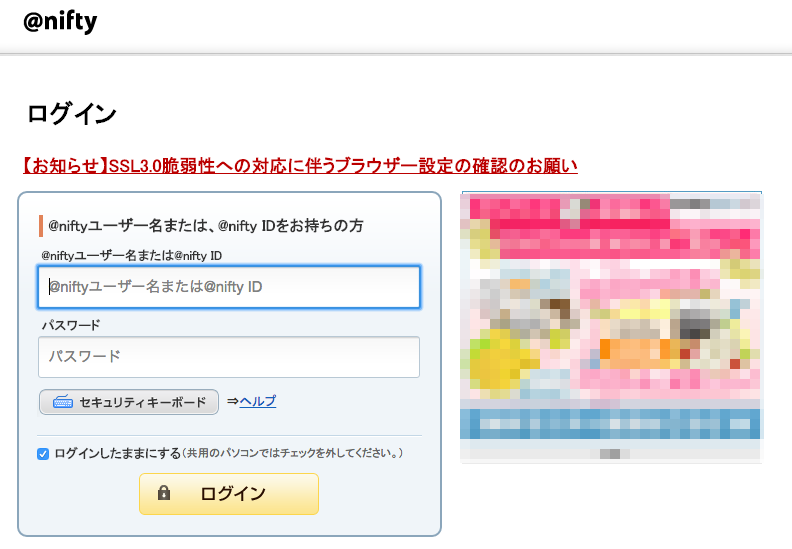 @nifty
ログイン
【お知らせ】SSL3.0脆弱性への対応に伴うブラウザー設定の確認のお願い
@niftyユーザー名または、@nifty IDをお持ちの方
@niftyユーザー名または@nifty ID
@niftyユーザー名または@nifty ID
パスワード
パスワード
セキュリティキーボード ⇒ヘルプ
ログインしたままにする(共用のパソコンではチェックを外してください。)
ログイン